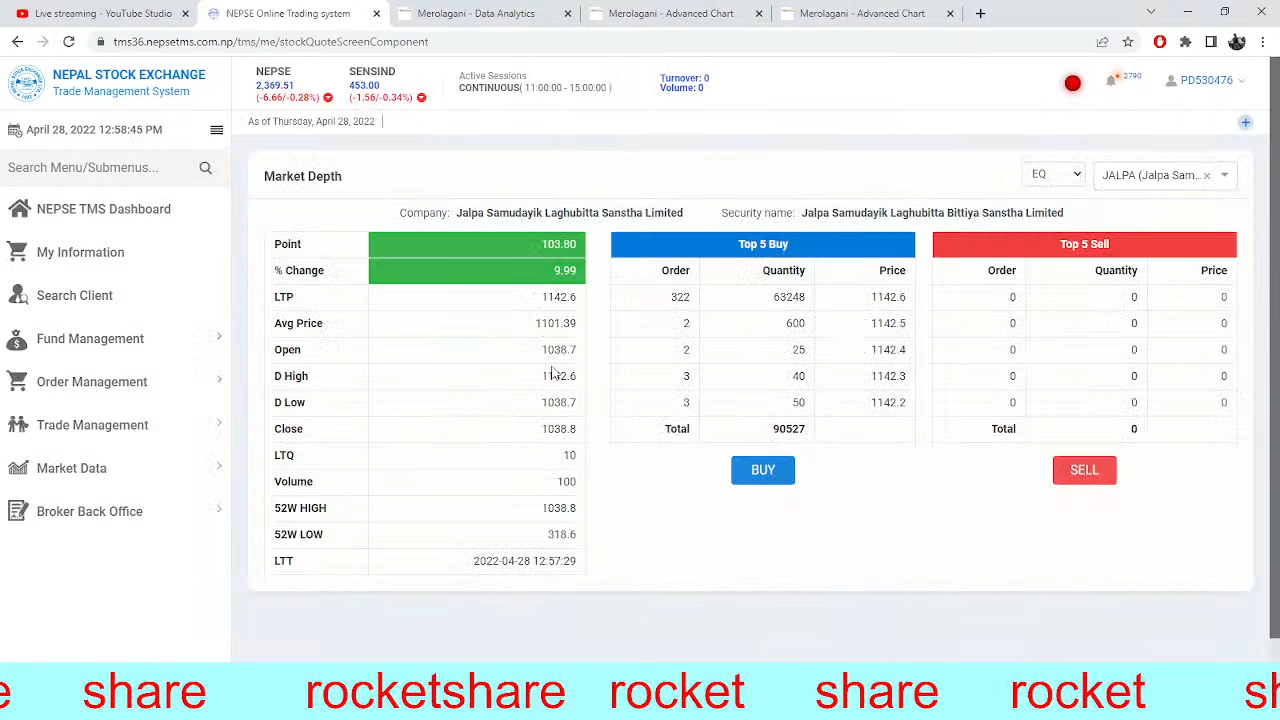 Live streaming - YouTube Studio
NEPSE Online Trading system
Merolagani - Data Analytics
Merolagani - Advanced Chart
Merolagani - Advanced Chart
tms36.nepsetms.com.np/tms/me/stockQuoteScreenComponent
NEPAL STOCK EXCHANGE
Trade Management System
NEPSE
2,369.51
(-6.66/-0.28%)
SENSIND
453.00
(-1.56/-0.34%)
Active Sessions
CONTINUOUS( 11:00:00 - 15:00:00 )
Turnover: 0
Volume: 0
2790
PD530476
April 28, 2022 12:58:45 PM
As of Thursday, April 28, 2022
Search Menu/Submenus...
NEPSE TMS Dashboard
My Information
Search Client
Fund Management
Order Management
Trade Management
Market Data
Broker Back Office
Market Depth
EQ
JALPA (Jalpa Sam...
Company: Jalpa Samudayik Laghubitta Sanstha Limited
Security name: Jalpa Samudayik Laghubitta Bittiya Sanstha Limited
Point 103.80
% Change 9.99
LTP 1142.6
Avg Price 1101.39
Open 1038.7
D High 1142.6
D Low 1038.7
Close 1038.8
LTQ 10
Volume 100
52W HIGH 1038.8
52W LOW 318.6
LTT 2022-04-28 12:57:29
Top 5 Buy
Order Quantity Price
322 63248 1142.6
2 600 1142.5
2 25 1142.4
3 40 1142.3
3 50 1142.2
Total 90527
BUY
Top 5 Sell
Order Quantity Price
0 0 0
0 0 0
0 0 0
0 0 0
0 0 0
Total 0
SELL
e share rocketshare rocket share rocket sh